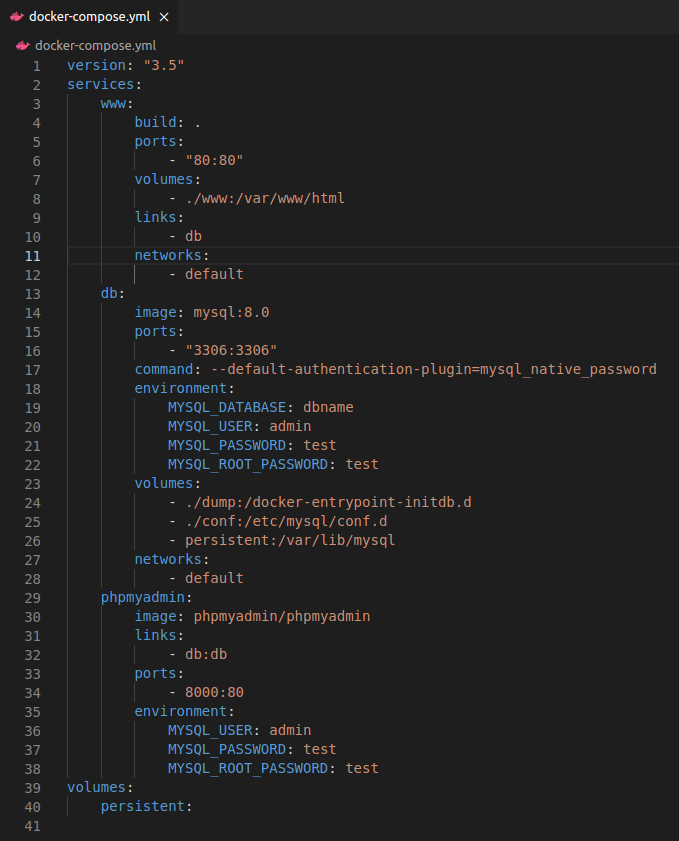 docker-compose.yml ×
docker-compose.yml
1 version: "3.5"
2 services:
3     www:
4         build: .
5         ports:
6             - "80:80"
7         volumes:
8             - ./www:/var/www/html
9         links:
10             - db
11         networks:
12             - default
13     db:
14         image: mysql:8.0
15         ports:
16             - "3306:3306"
17         command: --default-authentication-plugin=mysql_native_password
18         environment:
19             MYSQL_DATABASE: dbname
20             MYSQL_USER: admin
21             MYSQL_PASSWORD: test
22             MYSQL_ROOT_PASSWORD: test
23         volumes:
24             - ./dump:/docker-entrypoint-initdb.d
25             - ./conf:/etc/mysql/conf.d
26             - persistent:/var/lib/mysql
27         networks:
28             - default
29     phpmyadmin:
30         image: phpmyadmin/phpmyadmin
31         links:
32             - db:db
33         ports:
34             - 8000:80
35         environment:
36             MYSQL_USER: admin
37             MYSQL_PASSWORD: test
38             MYSQL_ROOT_PASSWORD: test
39 volumes:
40     persistent:
41